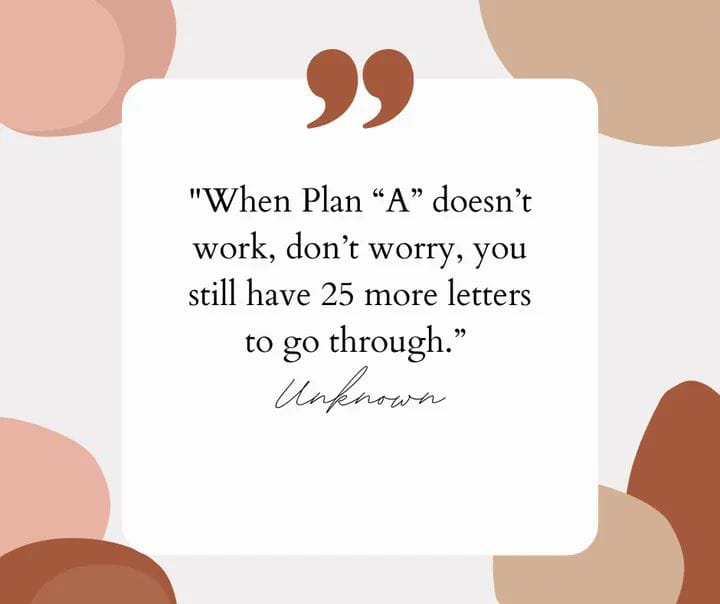 "When Plan “A” doesn’t
work, don’t worry, you
still have 25 more letters
to go through.”
Unknown